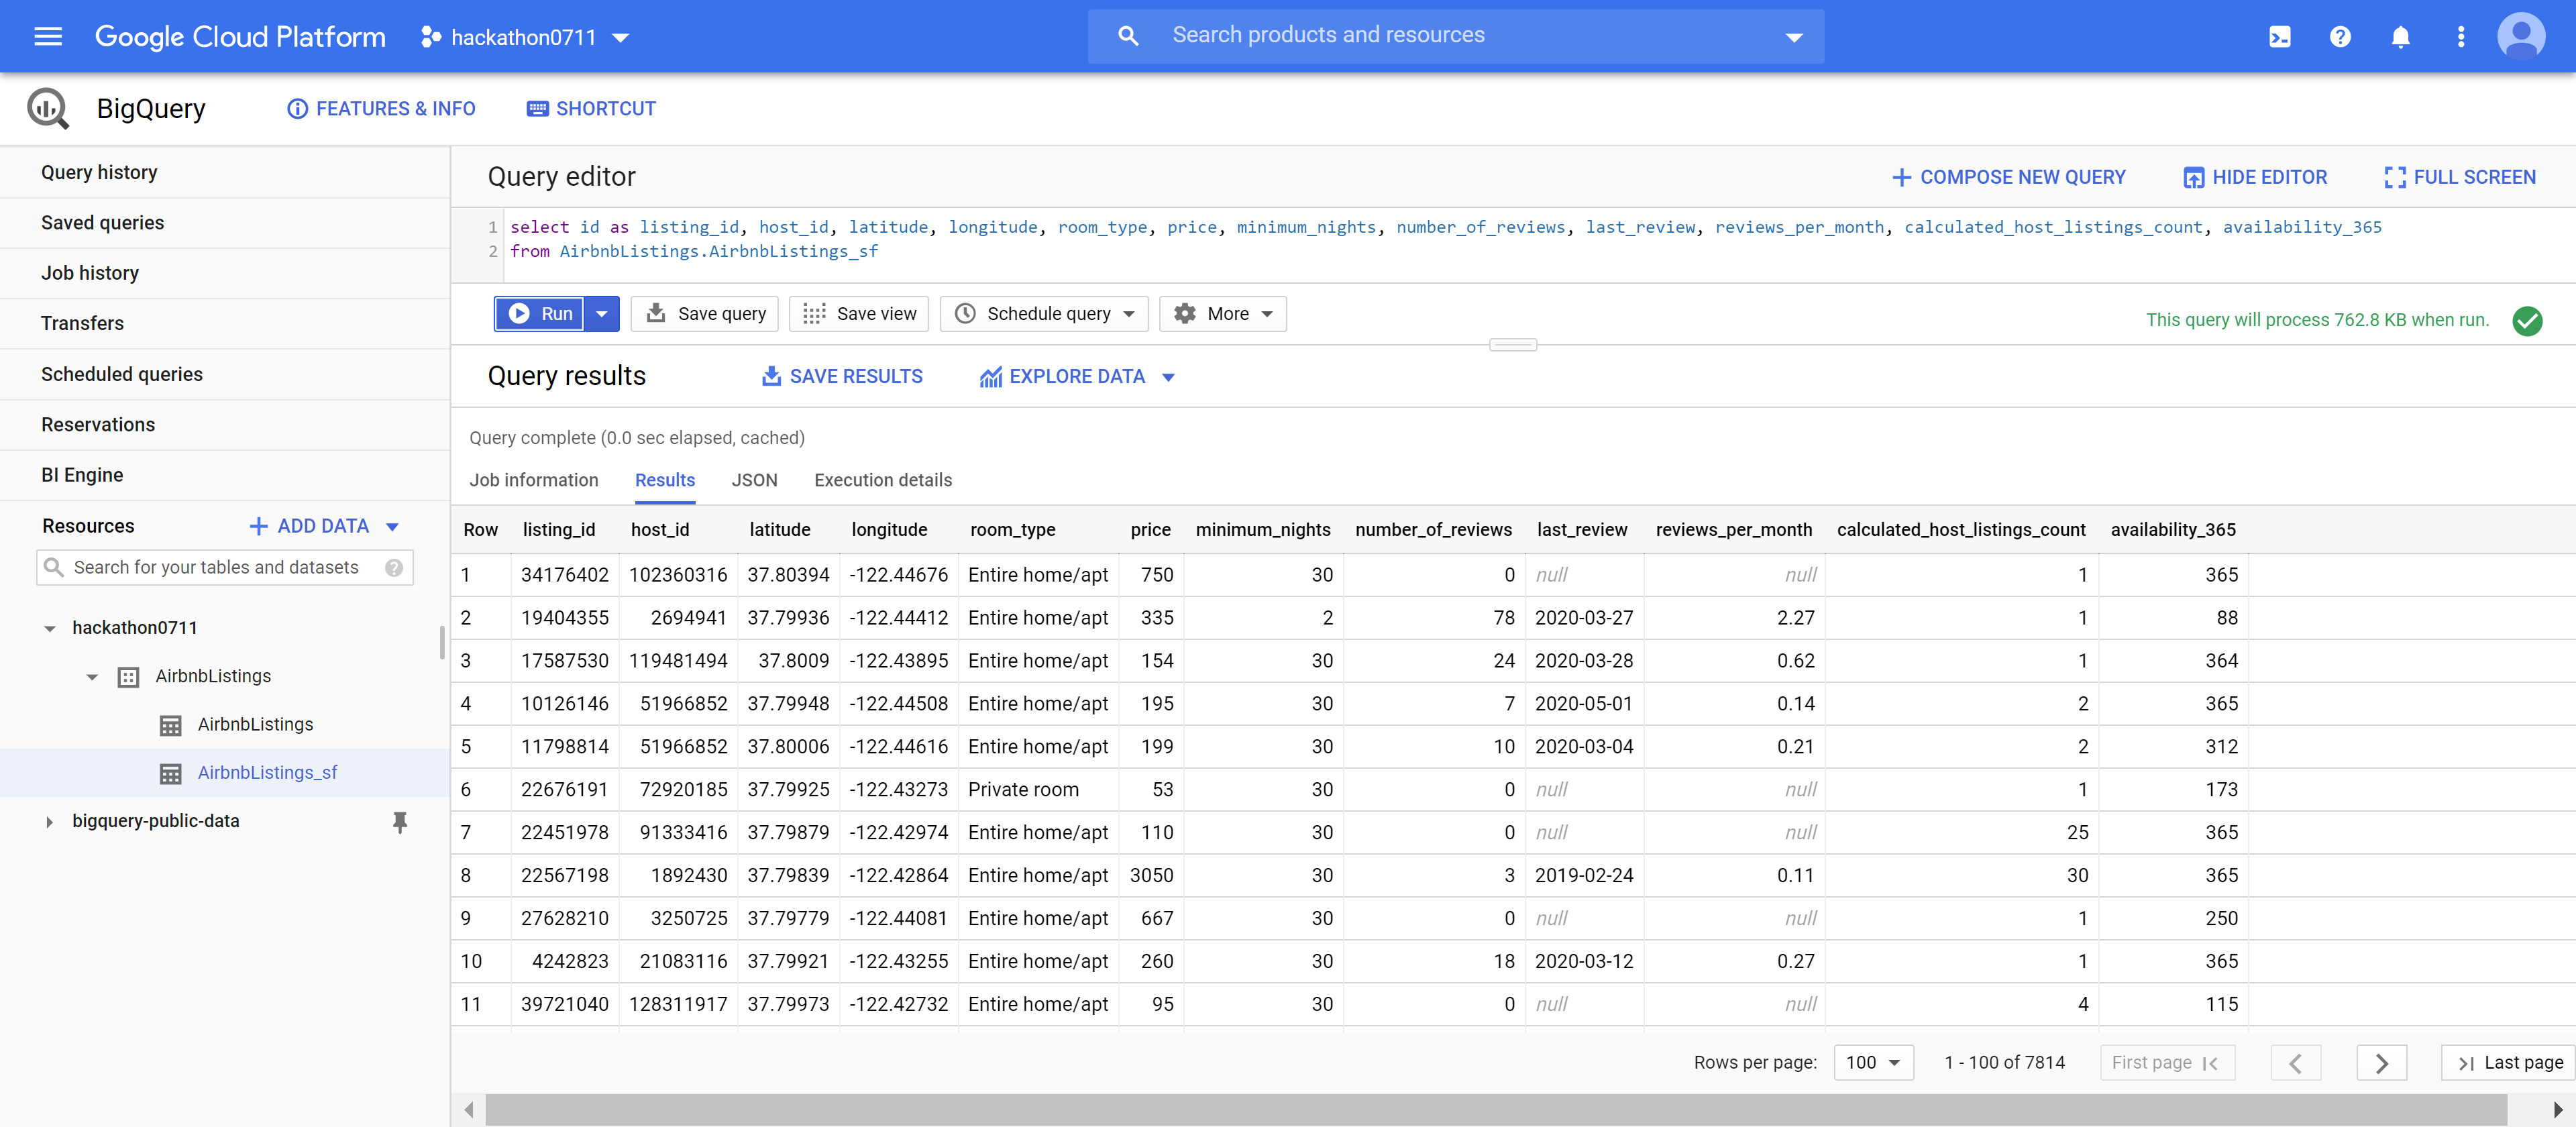 Google Cloud Platform hackathon0711 Search products and resources
BigQuery FEATURES & INFO SHORTCUT
Query history
Saved queries
Job history
Transfers
Scheduled queries
Reservations
BI Engine
Resources ADD DATA
Search for your tables and datasets
hackathon0711
AirbnbListings
AirbnbListings
AirbnbListings_sf
bigquery-public-data
Query editor COMPOSE NEW QUERY HIDE EDITOR FULL SCREEN
1 select id as listing_id, host_id, latitude, longitude, room_type, price, minimum_nights, number_of_reviews, last_review, reviews_per_month, calculated_host_listings_count, availability_365
2 from AirbnbListings.AirbnbListings_sf
Run Save query Save view Schedule query More This query will process 762.8 KB when run.
Query results SAVE RESULTS EXPLORE DATA
Query complete (0.0 sec elapsed, cached)
Job information Results JSON Execution details
Row listing_id host_id latitude longitude room_type price minimum_nights number_of_reviews last_review reviews_per_month calculated_host_listings_count availability_365
1 34176402 102360316 37.80394 -122.44676 Entire home/apt 750 30 0 null null 1 365
2 19404355 2694941 37.79936 -122.44412 Entire home/apt 335 2 78 2020-03-27 2.27 1 88
3 17587530 119481494 37.8009 -122.43895 Entire home/apt 154 30 24 2020-03-28 0.62 1 364
4 10126146 51966852 37.79948 -122.44508 Entire home/apt 195 30 7 2020-05-01 0.14 2 365
5 11798814 51966852 37.80006 -122.44616 Entire home/apt 199 30 10 2020-03-04 0.21 2 312
6 22676191 72920185 37.79925 -122.43273 Private room 53 30 0 null null 1 173
7 22451978 91333416 37.79879 -122.42974 Entire home/apt 110 30 0 null null 25 365
8 22567198 1892430 37.79839 -122.42864 Entire home/apt 3050 30 3 2019-02-24 0.11 30 365
9 27628210 3250725 37.79779 -122.44081 Entire home/apt 667 30 0 null null 1 250
10 4242823 21083116 37.79921 -122.43255 Entire home/apt 260 30 18 2020-03-12 0.27 1 365
11 39721040 128311917 37.79973 -122.42732 Entire home/apt 95 30 0 null null 4 115
Rows per page: 100 1 - 100 of 7814 First page Last page